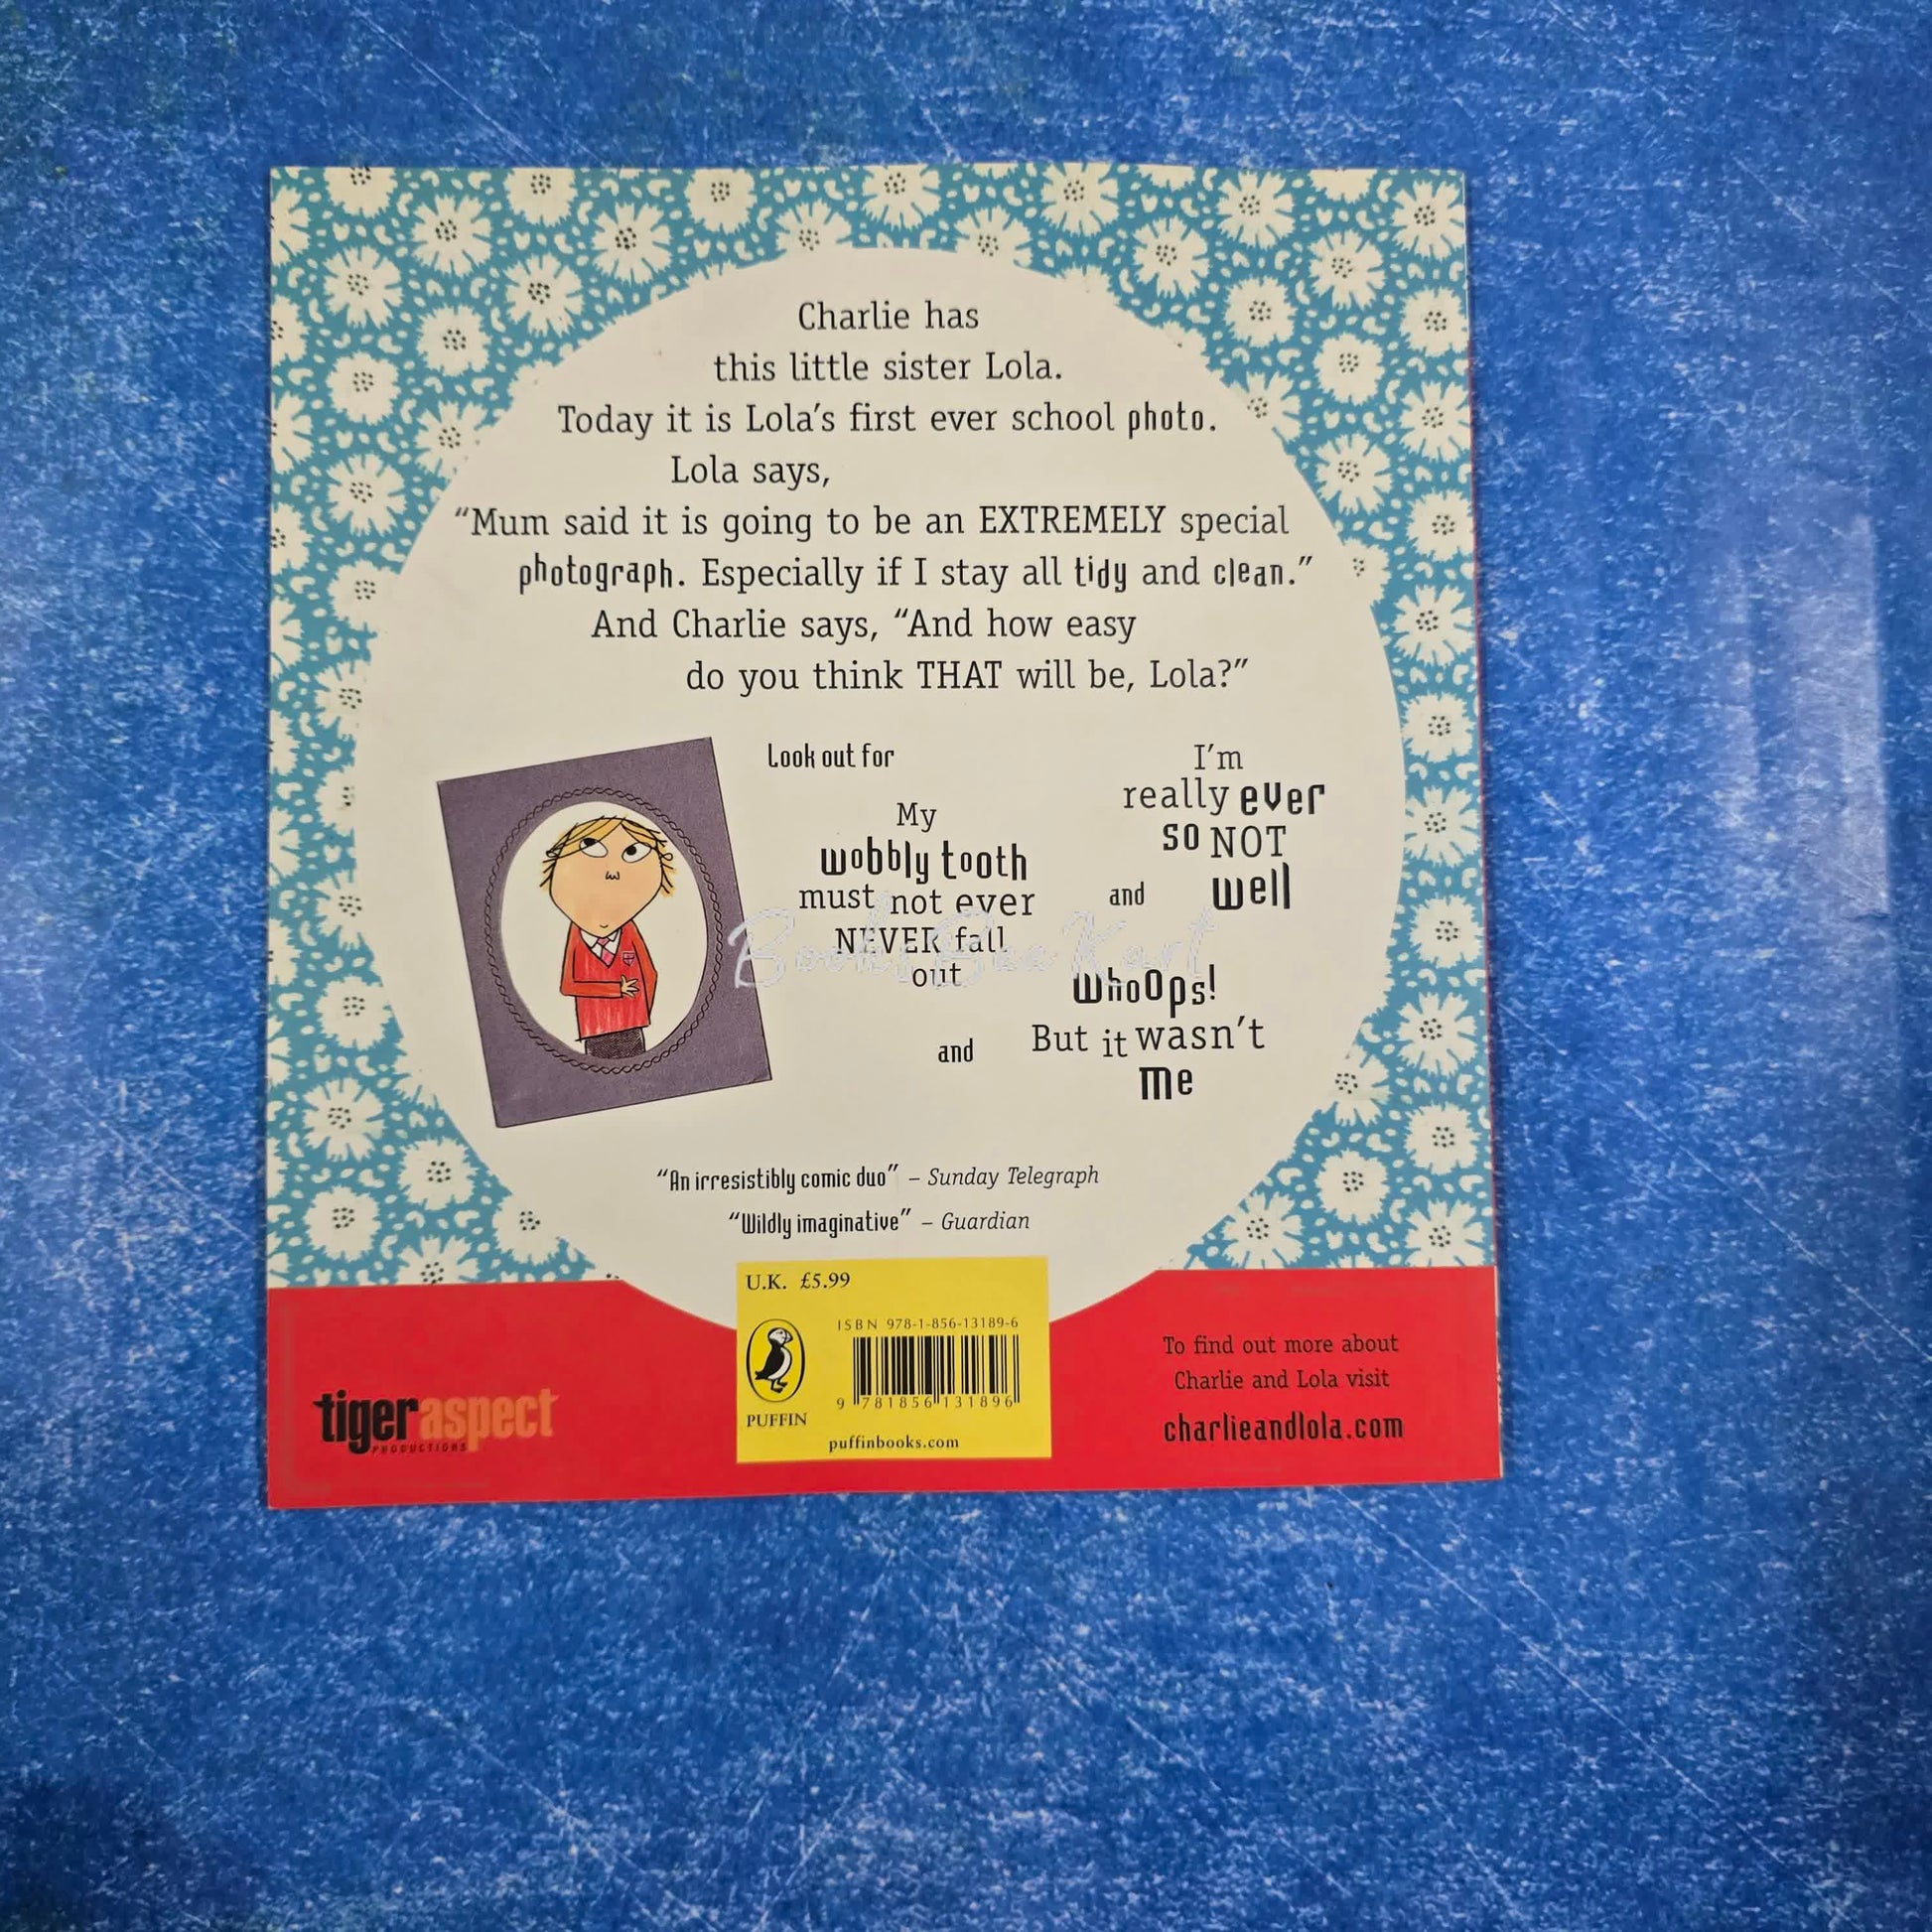 Charlie has
this little sister Lola.
Today it is Lola's first ever school photo.
Lola says,
"Mum said it is going to be an EXTREMELY special
photograph. Especially if I stay all tidy and clean."
And Charlie says, "And how easy
do you think THAT will be, Lola?"
Look out for
My
wobbly tooth
must not ever
NEVER fall
out
and
I'm
really ever
so NOT
well
and
Whoops!
But it wasn't
me
"An irresistibly comic duo" – Sunday Telegraph
"Wildly imaginative" – Guardian
U.K. £5.99
ISBN 978-1-856-13189-6
9 781856 131896
PUFFIN
puffinbooks.com
tigeraspect
PRODUCTIONS
To find out more about
Charlie and Lola visit
charlieandlola.com